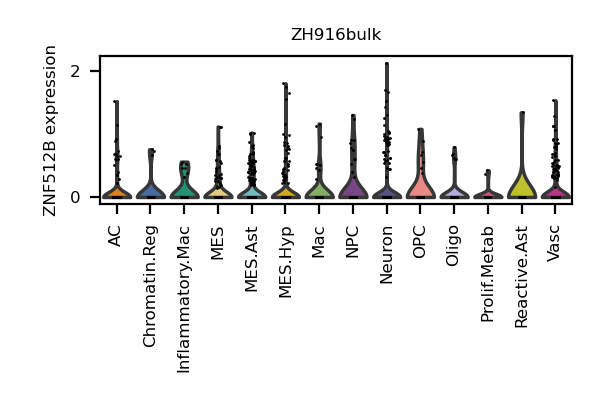 ZH916bulk
ZNF512B expression
2
0
AC
Chromatin.Reg
Inflammatory.Mac
MES
MES.Ast
MES.Hyp
Mac
NPC
Neuron
OPC
Oligo
Prolif.Metab
Reactive.Ast
Vasc